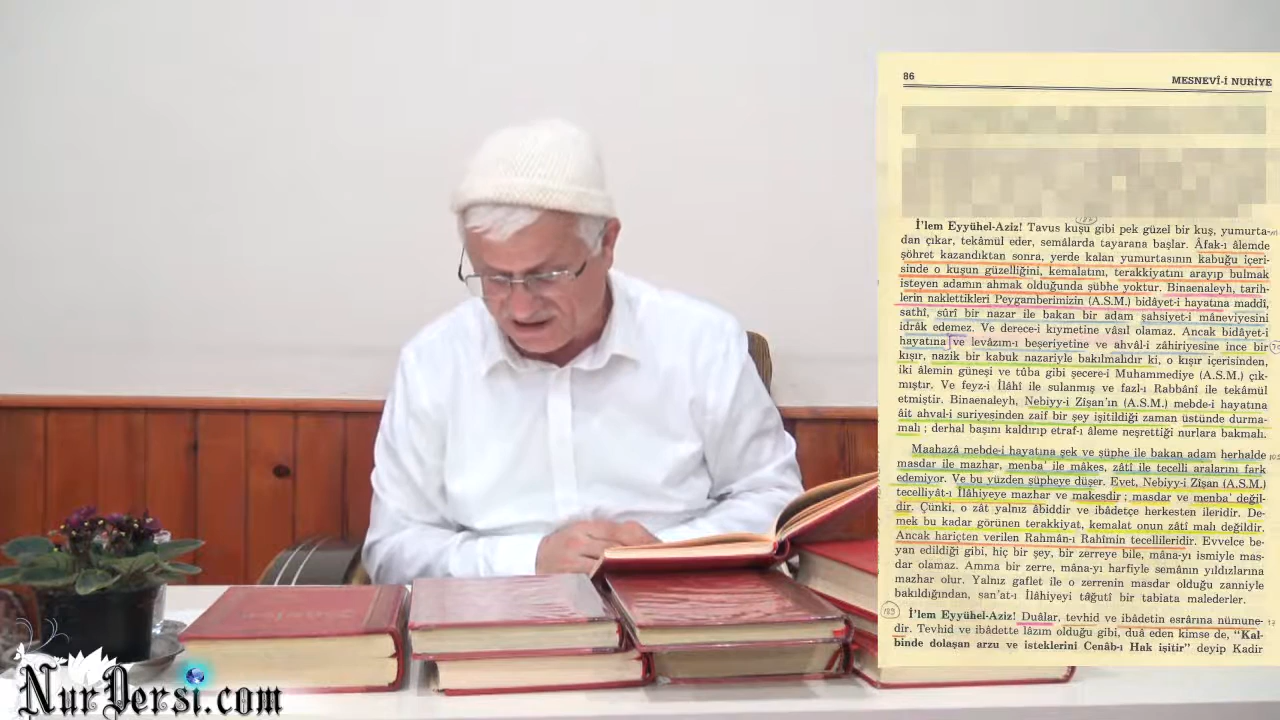 86
MESNEVÎ-İ NURİYE
İ'lem Eyyühel-Aziz! Tavus kuşu gibi pek güzel bir kuş, yumurta-
dan çıkar, tekâmül eder, semâlarda tayarana başlar. Âfak-ı âlemde
şöhret kazandıktan sonra, yerde kalan yumurtasının kabuğu içeri-
sinde o kuşun güzelliğini, kemalatını, terakkiyatını arayıp bulmak
isteyen adamın ahmak olduğunda şübhe yoktur. Binaenaleyh, tarih-
lerin naklettikleri Peygamberimizin (A.S.M.) bidâyet-i hayatına maddî,
sathî, sûrî bir nazar ile bakan bir adam şahsiyet-i mâneviyesini
idrâk edemez. Ve derece-i kıymetine vâsıl olamaz. Ancak bidâyet-i
hayatına ve levâzım-ı beşeriyetine ve ahvâl-i zâhiriyesine ince bir
kışır, nazik bir kabuk nazariyle bakılmalıdır ki, o kışır içerisinden,
iki âlemin güneşi ve tûba gibi şecere-i Muhammediye (A.S.M.) çık-
mıştır. Ve feyz-i İlâhî ile sulanmış ve fazl-ı Rabbânî ile tekâmül
etmiştir. Binaenaleyh, Nebiyy-i Zîşan'ın (A.S.M.) mebde-i hayatına
âit ahval-i suriyesinden zaif bir şey işitildiği zaman üstünde durma-
malı ; derhal başını kaldırıp etraf-ı âleme neşrettiği nurlara bakmalı.
Maahazâ mebde-i hayatına şek ve şüphe ile bakan adam herhalde
masdar ile mazhar, menba' ile mâkes, zâtî ile tecelli aralarını fark
edemiyor. Ve bu yüzden şüpheye düşer. Evet, Nebiyy-i Zîşan (A.S.M.)
tecelliyât-ı İlâhiyeye mazhar ve makesdir ; masdar ve menba' değil-
dir. Çünki, o zât yalnız âbiddir ve ibâdetçe herkesten ileridir. De-
mek bu kadar görünen terakkiyat, kemalat onun zâtî malı değildir.
Ancak hariçten verilen Rahmân-ı Rahîmin tecellileridir. Evvelce be-
yan edildiği gibi, hiç bir şey, bir zerreye bile, mâna-yı ismiyle mas-
dar olamaz. Amma bir zerre, mâna-yı harfiyle semânın yıldızlarına
mazhar olur. Yalnız gaflet ile o zerrenin masdar olduğu zanniyle
bakıldığından, san'at-ı İlâhiyeyi tâğutî bir tabiata malederler.
İ'lem Eyyühel-Aziz! Duâlar, tevhid ve ibâdetin esrârına nümune-
dir. Tevhid ve ibâdette lâzım olduğu gibi, duâ eden kimse de, "Kal-
binde dolaşan arzu ve isteklerini Cenâb-ı Hak işitir" deyip Kadir
189
NurDersi.com